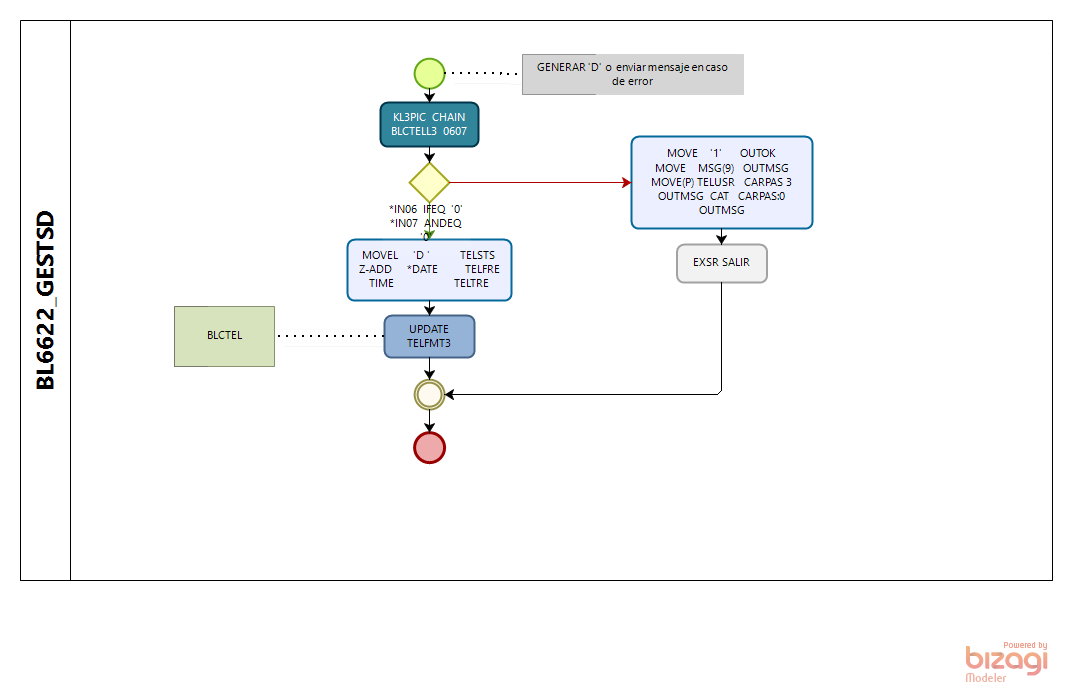 BL6622_GESTSD
GENERAR 'D' o enviar mensaje en caso
de error
KL3PIC CHAIN
BLCTELL3 0607
*IN06 IFEQ '0'
*IN07 ANDEQ
'0'
MOVE '1' OUTOK
MOVE MSG(9) OUTMSG
MOVE(P) TELUSR CARPAS 3
OUTMSG CAT CARPAS:0
OUTMSG
EXSR SALIR
MOVEL 'D ' TELSTS
Z-ADD *DATE TELFRE
TIME TELTRE
BLCTEL
UPDATE
TELFMT3
Powered by
bizagi
Modeler